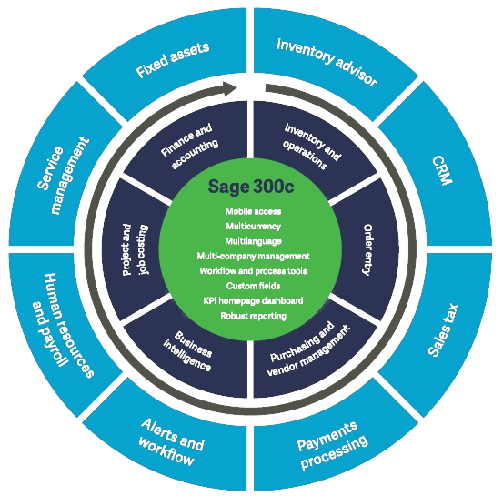 Sage 300c
Mobile access
Multicurrency
Multilanguage
Multi-company management
Workflow and process tools
Custom fields
KPI homepage dashboard
Robust reporting
Finance and
accounting
Inventory and
operations
Order entry
Purchasing and
vendor management
Business
intelligence
Project and
job costing
Fixed assets
Inventory advisor
CRM
Sales tax
Payments
processing
Alerts and
workflow
Human resources
and payroll
Service
management